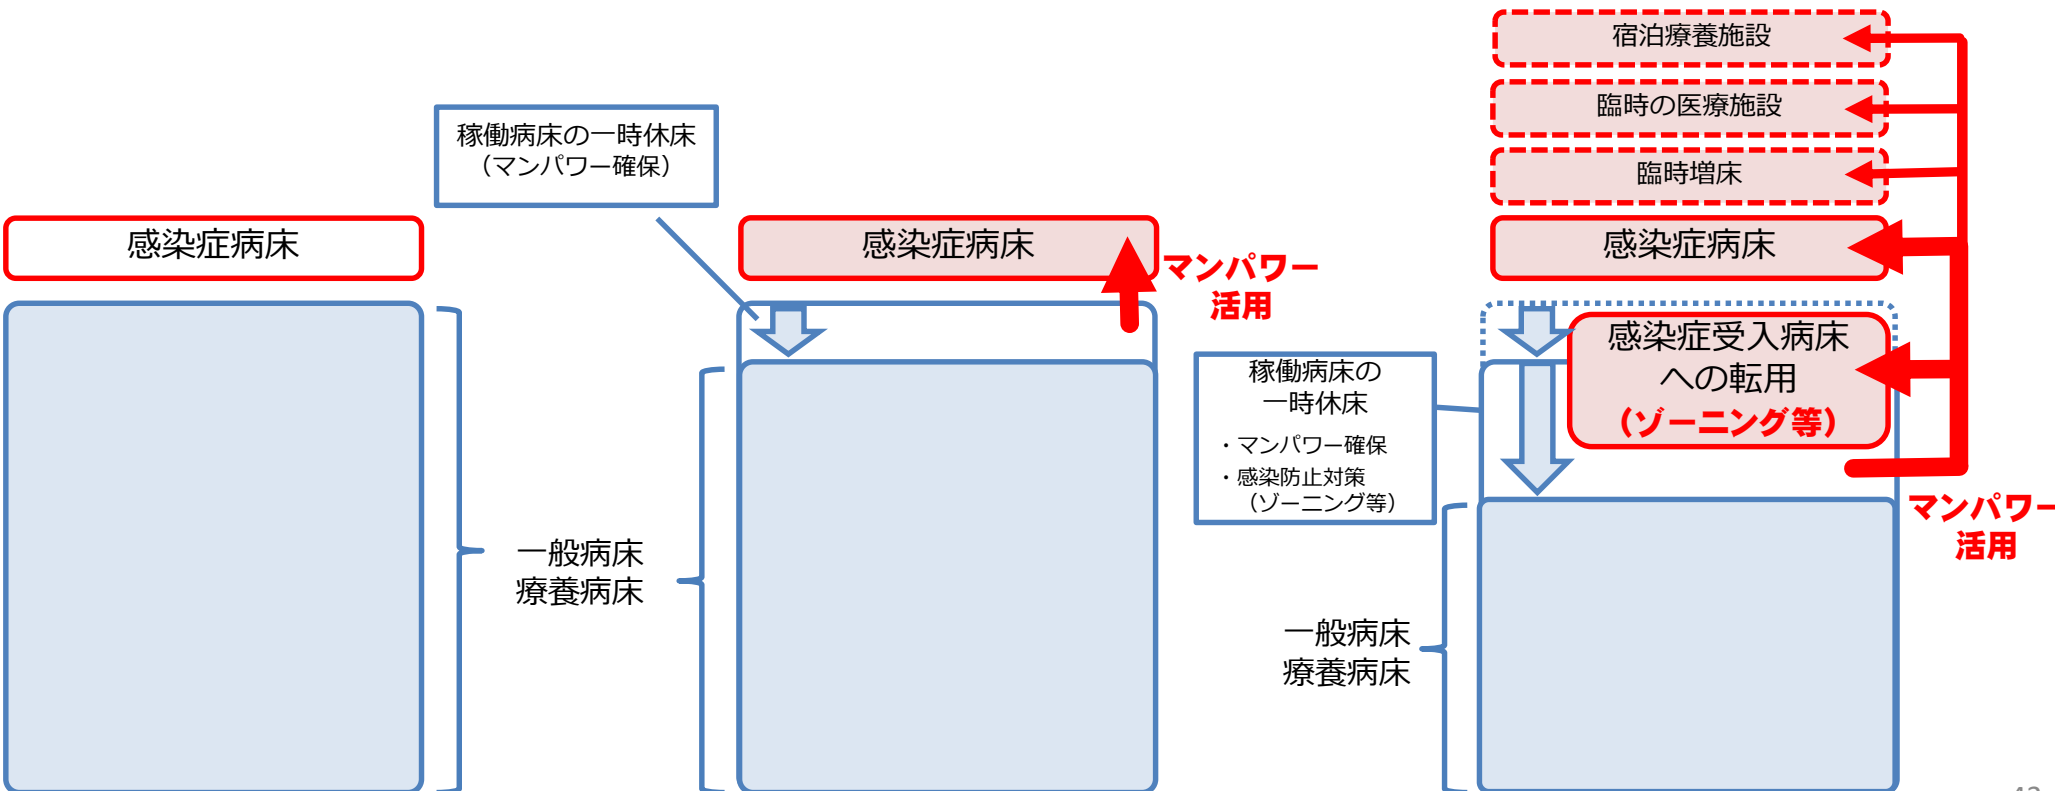 宿泊療養施設
臨時の医療施設
臨時増床
稼働病床の一時休床
（マンパワー確保）
感染症病床
感染症病床
マンパワー
活用
感染症病床
感染症受入病床
への転用
（ゾーニング等）
稼働病床の
一時休床
・マンパワー確保
・感染防止対策
（ゾーニング等）
マンパワー
活用
一般病床
療養病床
一般病床
療養病床